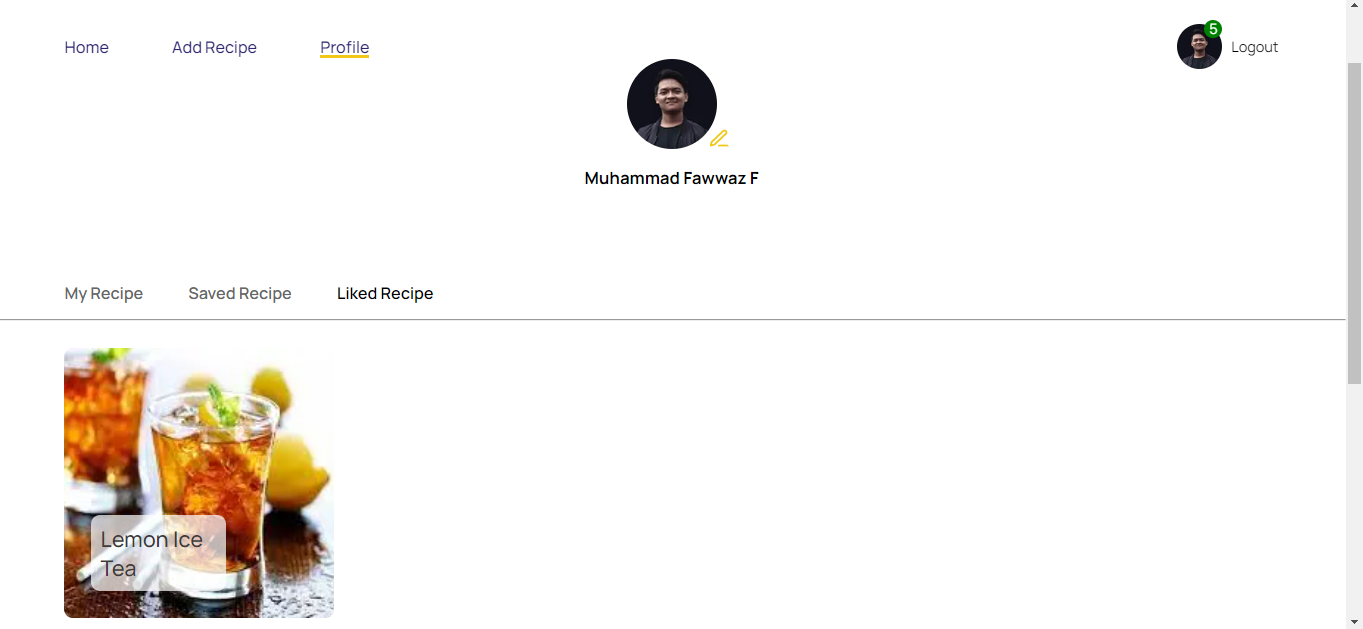 Home Add Recipe Profile 5 Logout
Muhammad Fawwaz F
My Recipe Saved Recipe Liked Recipe
Lemon Ice
Tea